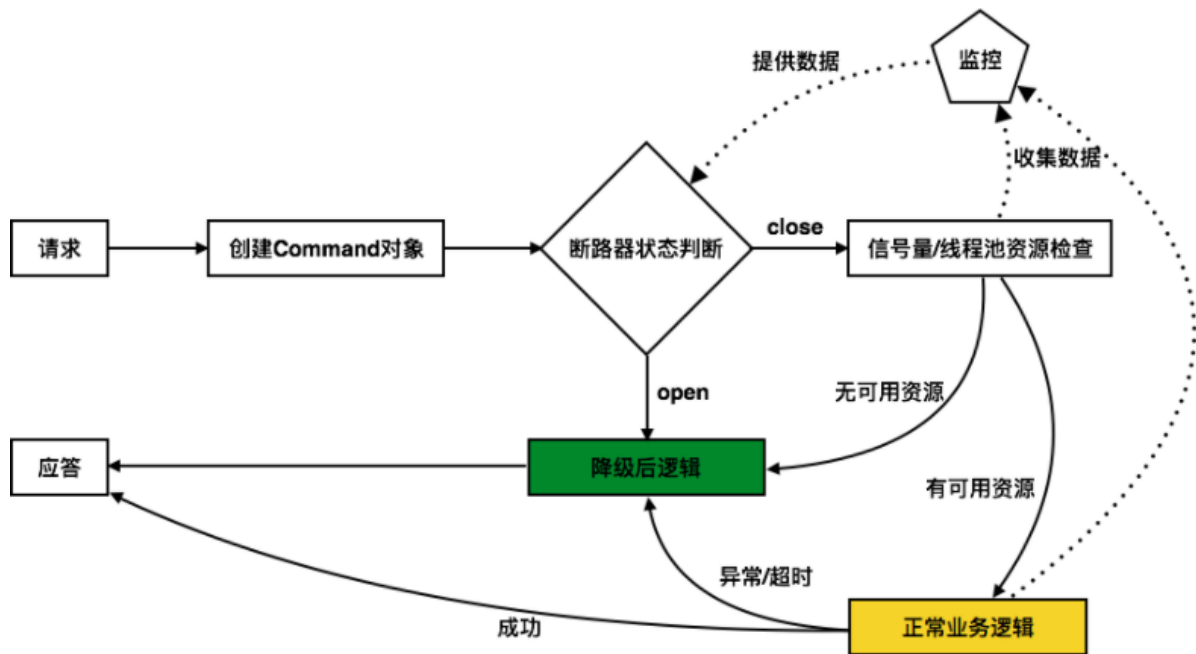 监控
提供数据
收集数据
请求
创建Command对象
断路器状态判断
close
信号量/线程池资源检查
open
无可用资源
应答
降级后逻辑
有可用资源
异常/超时
成功
正常业务逻辑